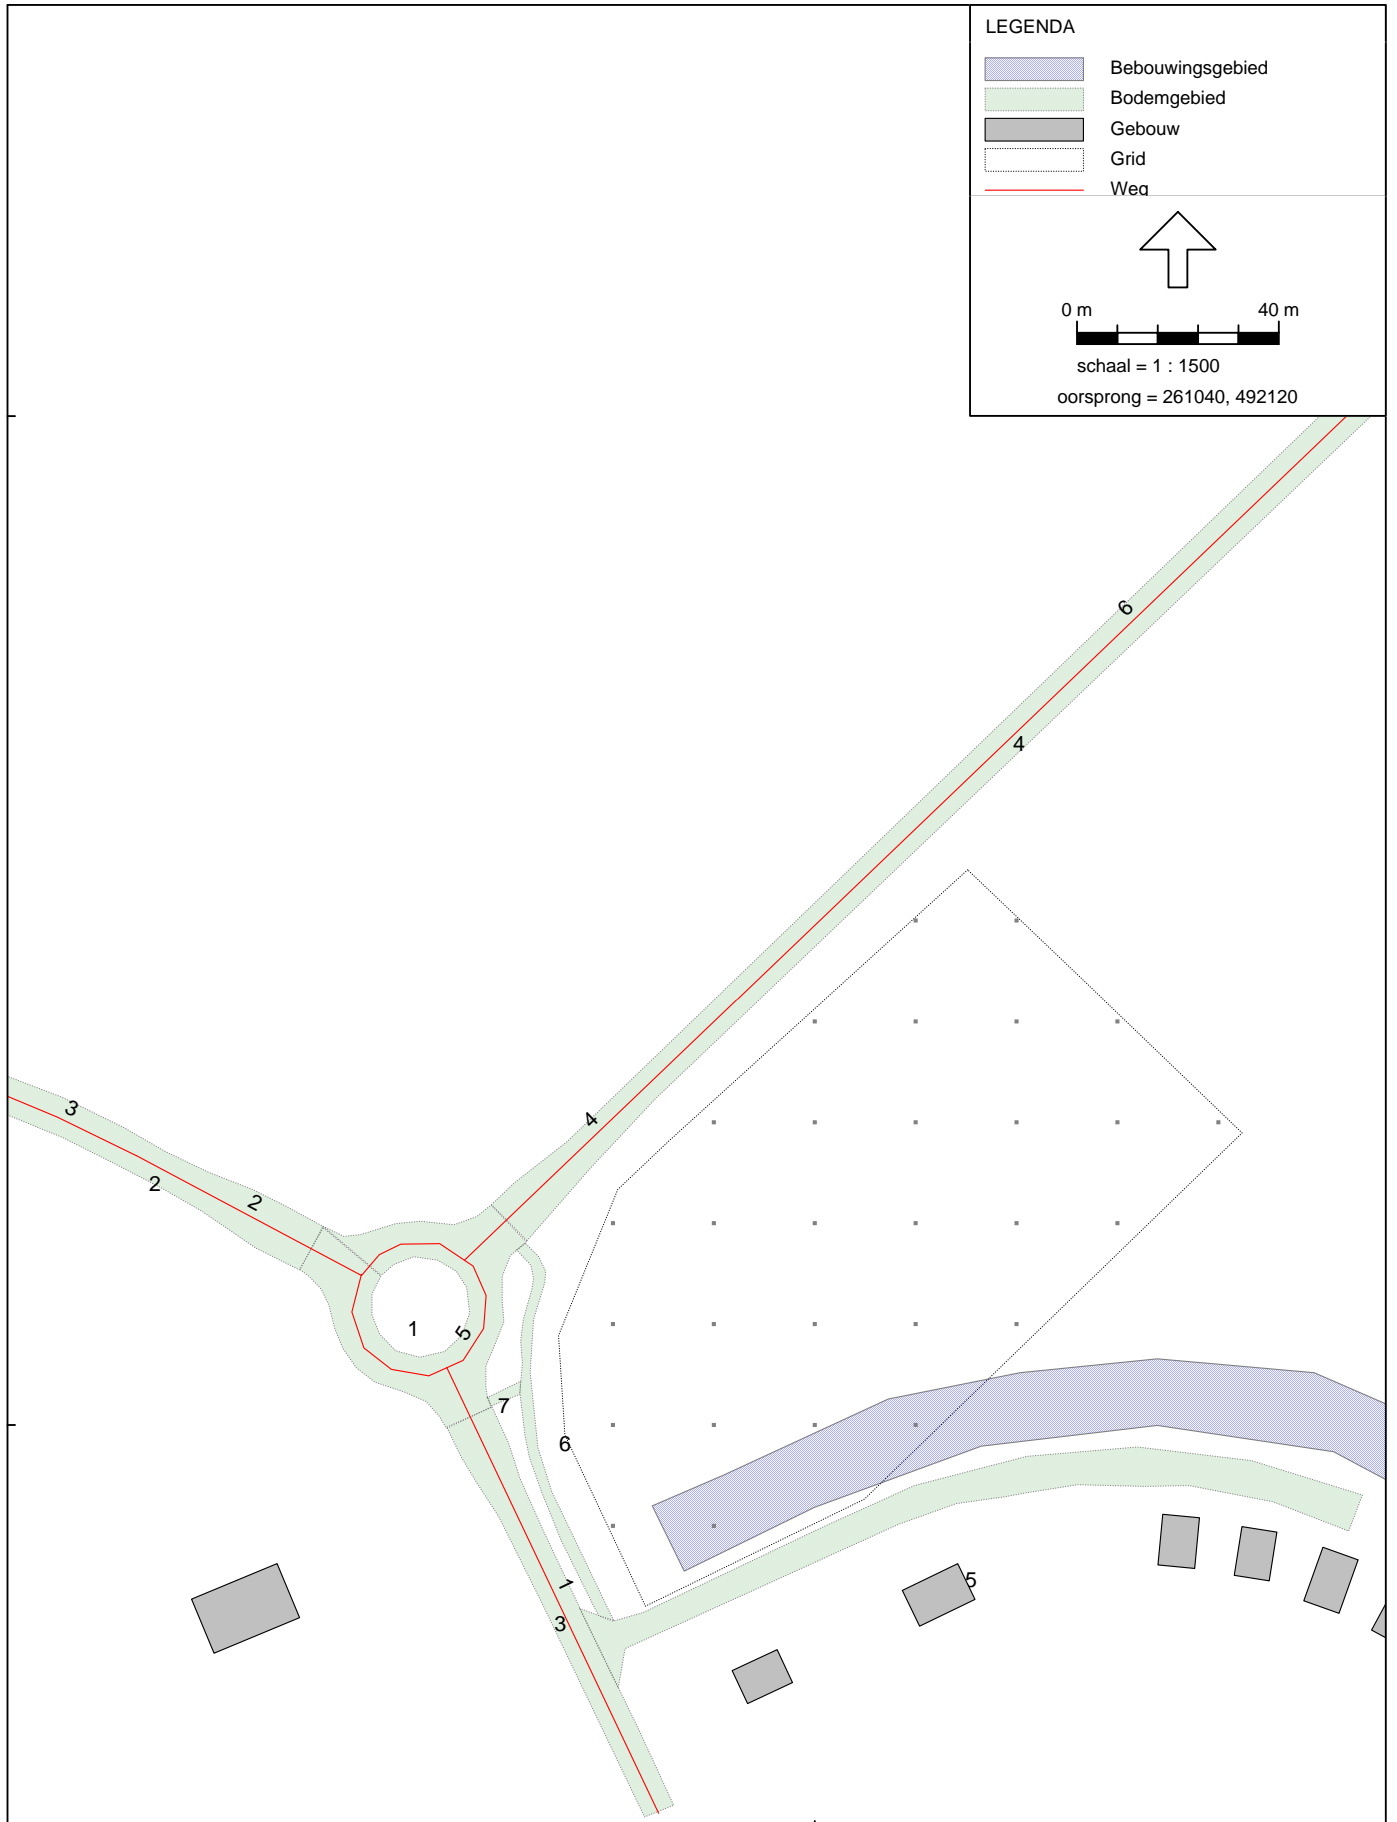 LEGENDA
Bebouwingsgebied
Bodemgebied
Gebouw
Grid
Weg
0 m 40 m
schaal = 1 : 1500
oorsprong = 261040, 492120
6
4
3
4
2
2
1
5
7
6
1
5
3